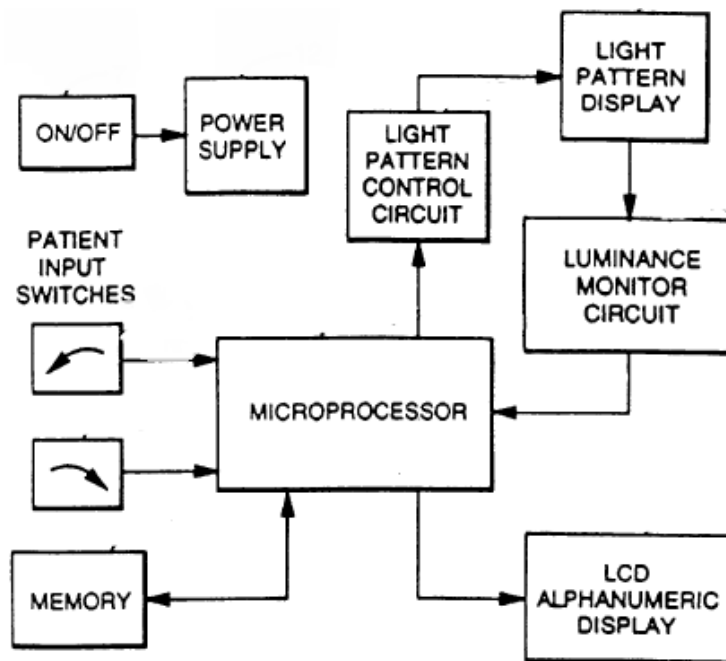 ON/OFF
POWER
SUPPLY
LIGHT
PATTERN
CONTROL
CIRCUIT
LIGHT
PATTERN
DISPLAY
PATIENT
INPUT
SWITCHES
LUMINANCE
MONITOR
CIRCUIT
MICROPROCESSOR
MEMORY
LCD
ALPHANUMERIC
DISPLAY